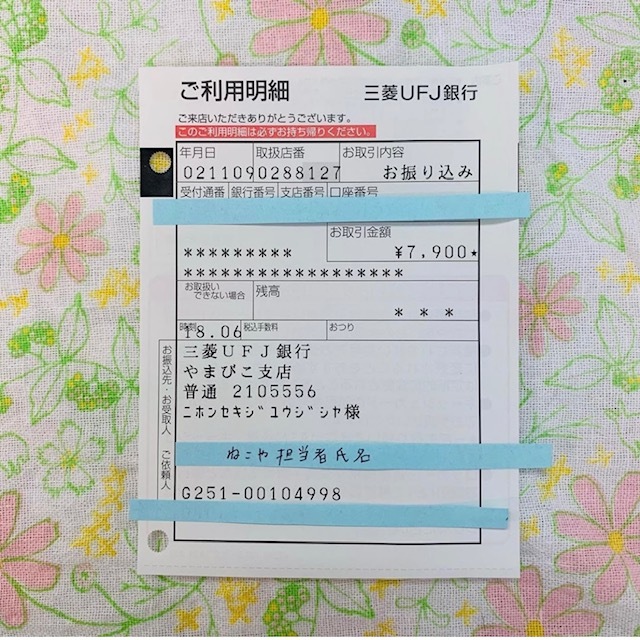 ご利用明細 三菱UFJ銀行
ご来店いただきありがとうございます。
このご利用明細は必ずお持ち帰りください。
年月日 取扱店番 お取引内容
0211090288127 お振り込み
受付通番 銀行番号 支店番号 口座番号
お取引金額
********* ¥7,900★
*****************
お取扱いできない場合 残高
* * *
時刻 税込手数料 おつり
18.06
お振込先・お受取人 ご依頼人
三菱UFJ銀行
やまびこ支店
普通 2105556
ニホンセキジユウジシヤ様
ねこや担当者氏名
G251-00104998